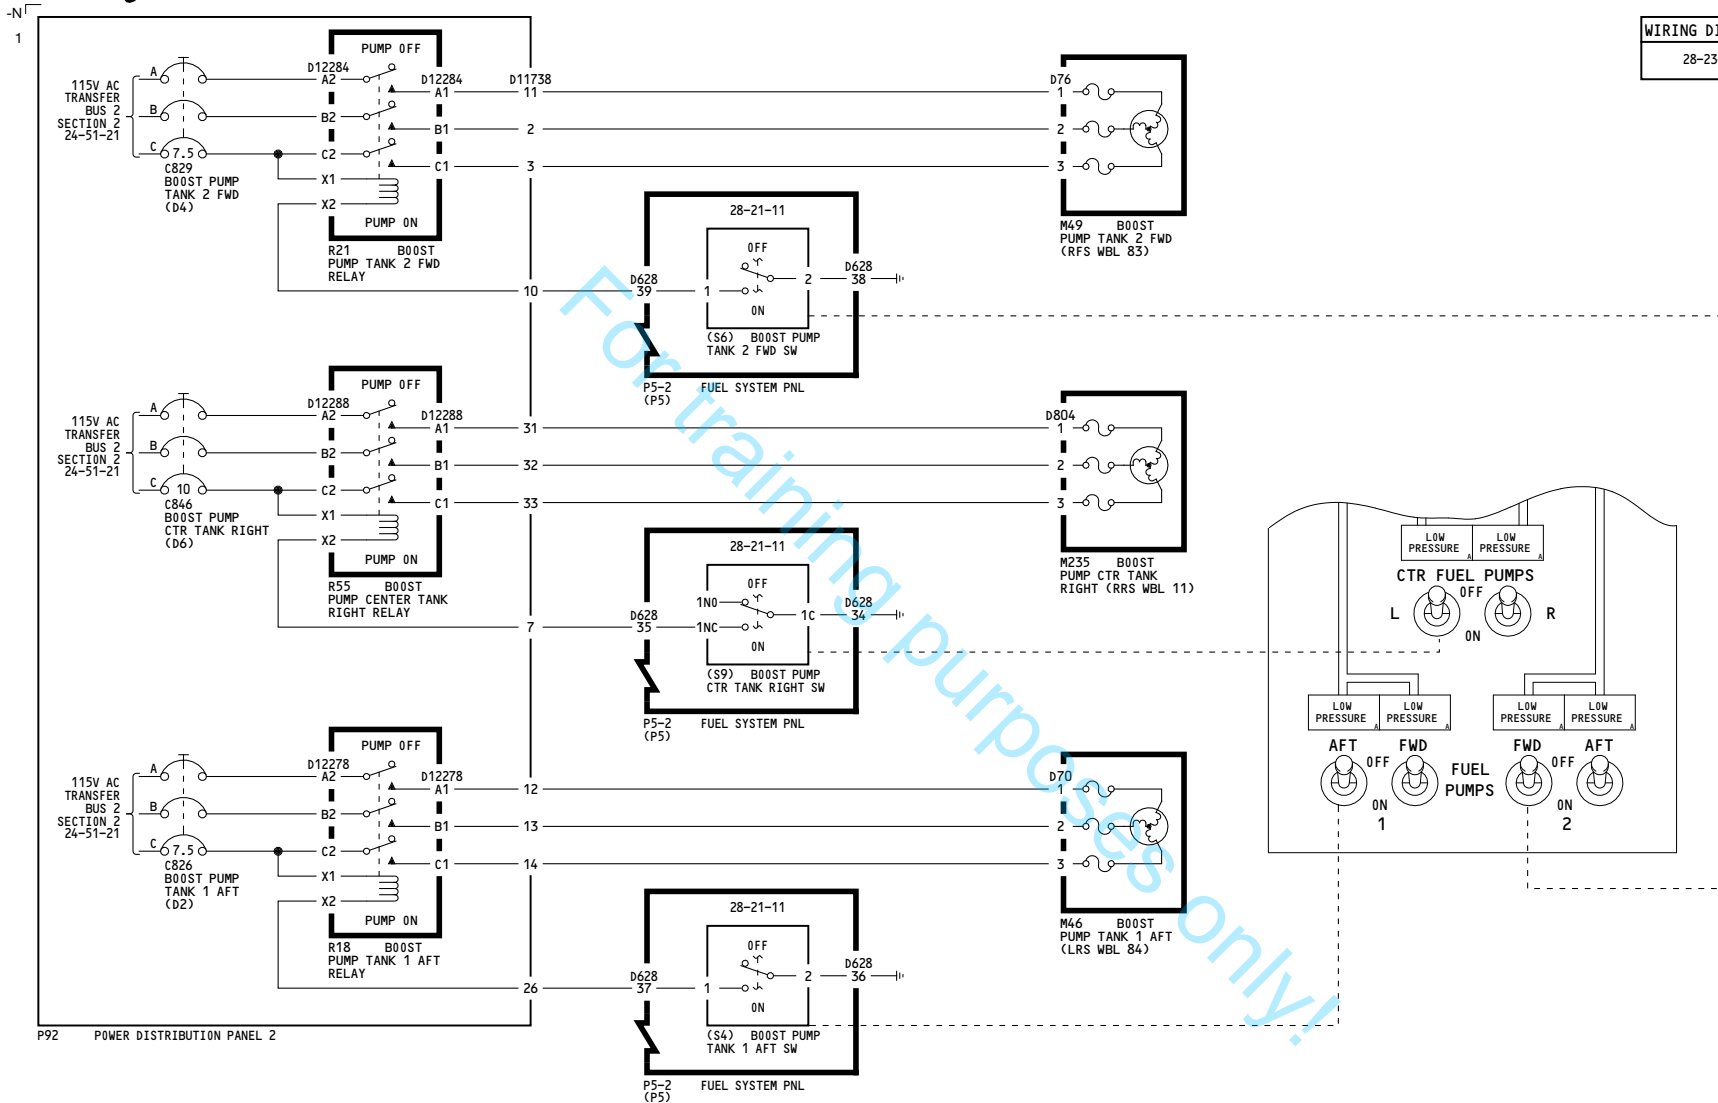 -N
1
WIRING DI
28-23
115V AC
TRANSFER
BUS 2
SECTION 2
24-51-21
A
B
C
7.5
C829
BOOST PUMP
TANK 2 FWD
(D4)
D12284
A2
B2
C2
X1
X2
PUMP OFF
PUMP ON
D12284
A1
B1
C1
R21 BOOST
PUMP TANK 2 FWD
RELAY
D11738
11
2
3
10
D76
1
2
3
M49 BOOST
PUMP TANK 2 FWD
(RFS WBL 83)
28-21-11
D628
39
1
OFF
ON
2
D628
38
(S6) BOOST PUMP
TANK 2 FWD SW
P5-2 FUEL SYSTEM PNL
(P5)
115V AC
TRANSFER
BUS 2
SECTION 2
24-51-21
A
B
C
10
C846
BOOST PUMP
CTR TANK RIGHT
(D6)
D12288
A2
B2
C2
X1
X2
PUMP OFF
PUMP ON
D12288
A1
B1
C1
R55 BOOST
PUMP CENTER TANK
RIGHT RELAY
31
32
33
7
D804
1
2
3
M235 BOOST
PUMP CTR TANK
RIGHT (RRS WBL 11)
28-21-11
D628
35
1NO
1NC
OFF
ON
1C
D628
34
(S9) BOOST PUMP
CTR TANK RIGHT SW
P5-2 FUEL SYSTEM PNL
(P5)
115V AC
TRANSFER
BUS 2
SECTION 2
24-51-21
A
B
C
7.5
C826
BOOST PUMP
TANK 1 AFT
(D2)
D12278
A2
B2
C2
X1
X2
PUMP OFF
PUMP ON
D12278
A1
B1
C1
R18 BOOST
PUMP TANK 1 AFT
RELAY
12
13
14
26
D70
1
2
3
M46 BOOST
PUMP TANK 1 AFT
(LRS WBL 84)
28-21-11
D628
37
1
OFF
ON
2
D628
36
(S4) BOOST PUMP
TANK 1 AFT SW
P5-2 FUEL SYSTEM PNL
(P5)
P92 POWER DISTRIBUTION PANEL 2
LOW
PRESSURE A
LOW
PRESSURE A
CTR FUEL PUMPS
OFF
L
R
ON
LOW
PRESSURE A
LOW
PRESSURE A
LOW
PRESSURE A
LOW
PRESSURE A
AFT
FWD
FWD
AFT
OFF
OFF
FUEL
PUMPS
ON
1
ON
2
For training purposes only!